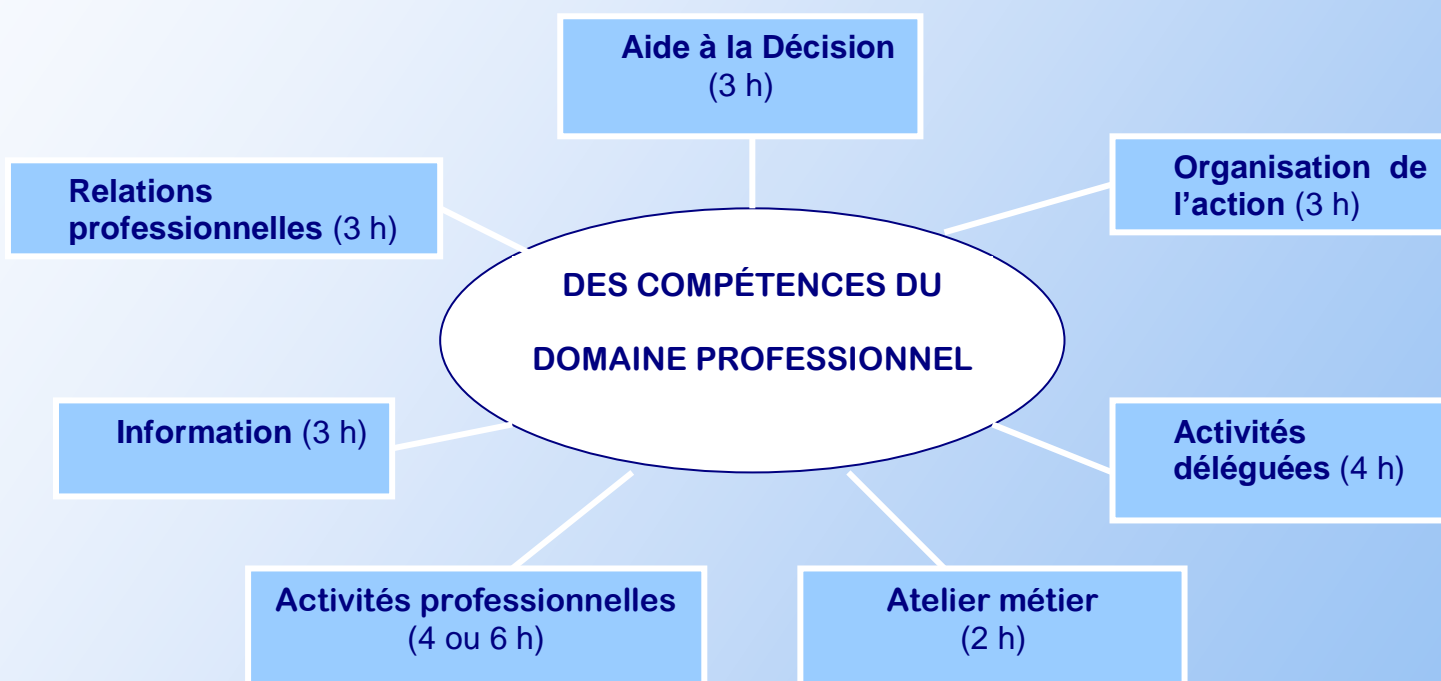 Aide à la Décision
(3 h)
Organisation de
l’action (3 h)
Relations
professionnelles (3 h)
DES COMPÉTENCES DU
DOMAINE PROFESSIONNEL
Information (3 h)
Activités
déléguées (4 h)
Activités professionnelles
(4 ou 6 h)
Atelier métier
(2 h)